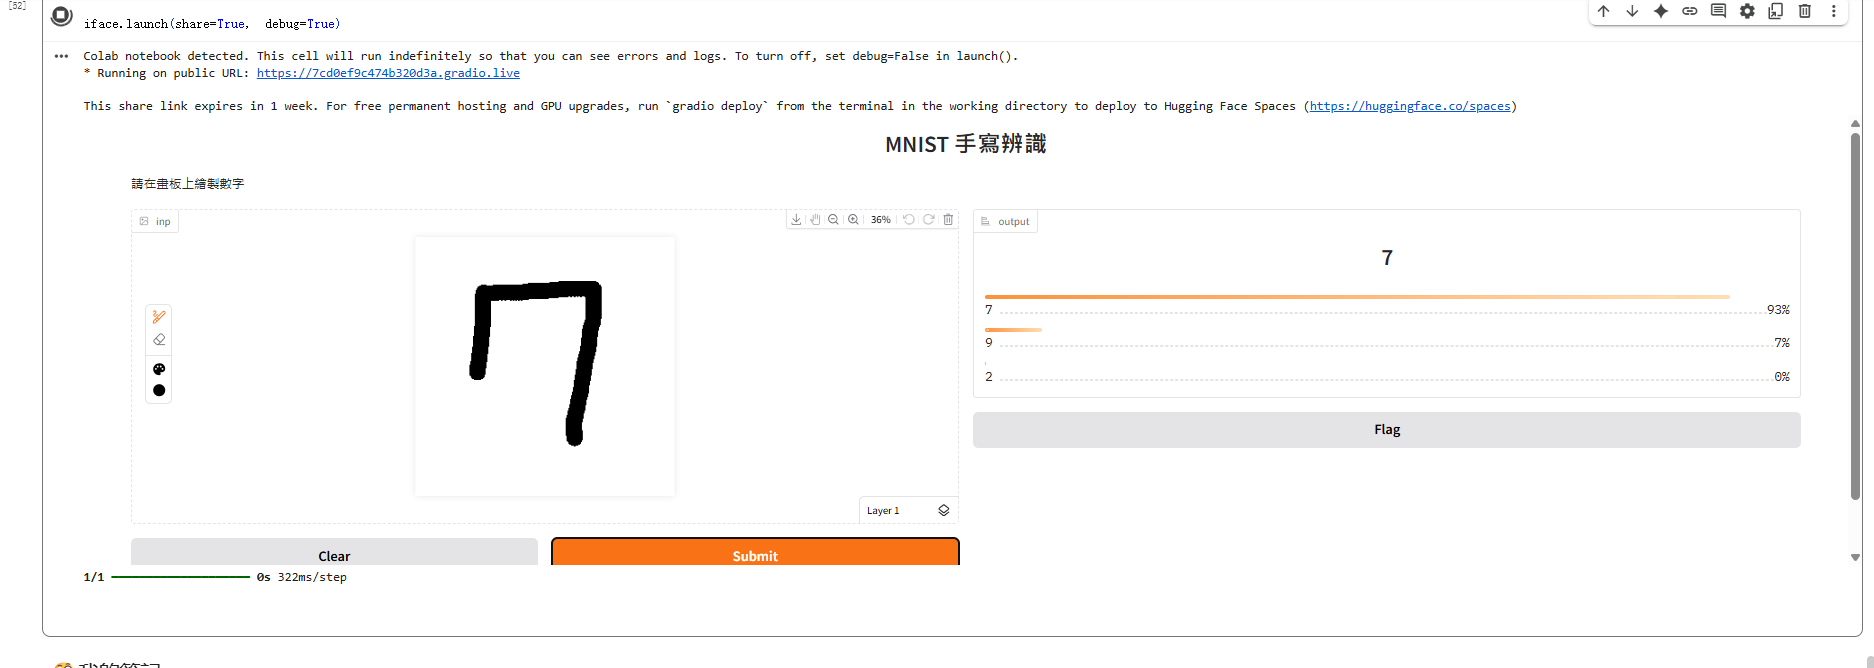 [52]
iface.launch(share=True, debug=True)
Colab notebook detected. This cell will run indefinitely so that you can see errors and logs. To turn off, set debug=False in launch().
* Running on public URL: https://7cd0ef9c474b320d3a.gradio.live
This share link expires in 1 week. For free permanent hosting and GPU upgrades, run `gradio deploy` from the terminal in the working directory to deploy to Hugging Face Spaces (https://huggingface.co/spaces)
MNIST 手寫辨識
請在畫板上繪製數字
inp
36%
7
Layer 1
Clear
Submit
output
7
7 93%
9 7%
2 0%
Flag
1/1 0s 322ms/step
我的筆記